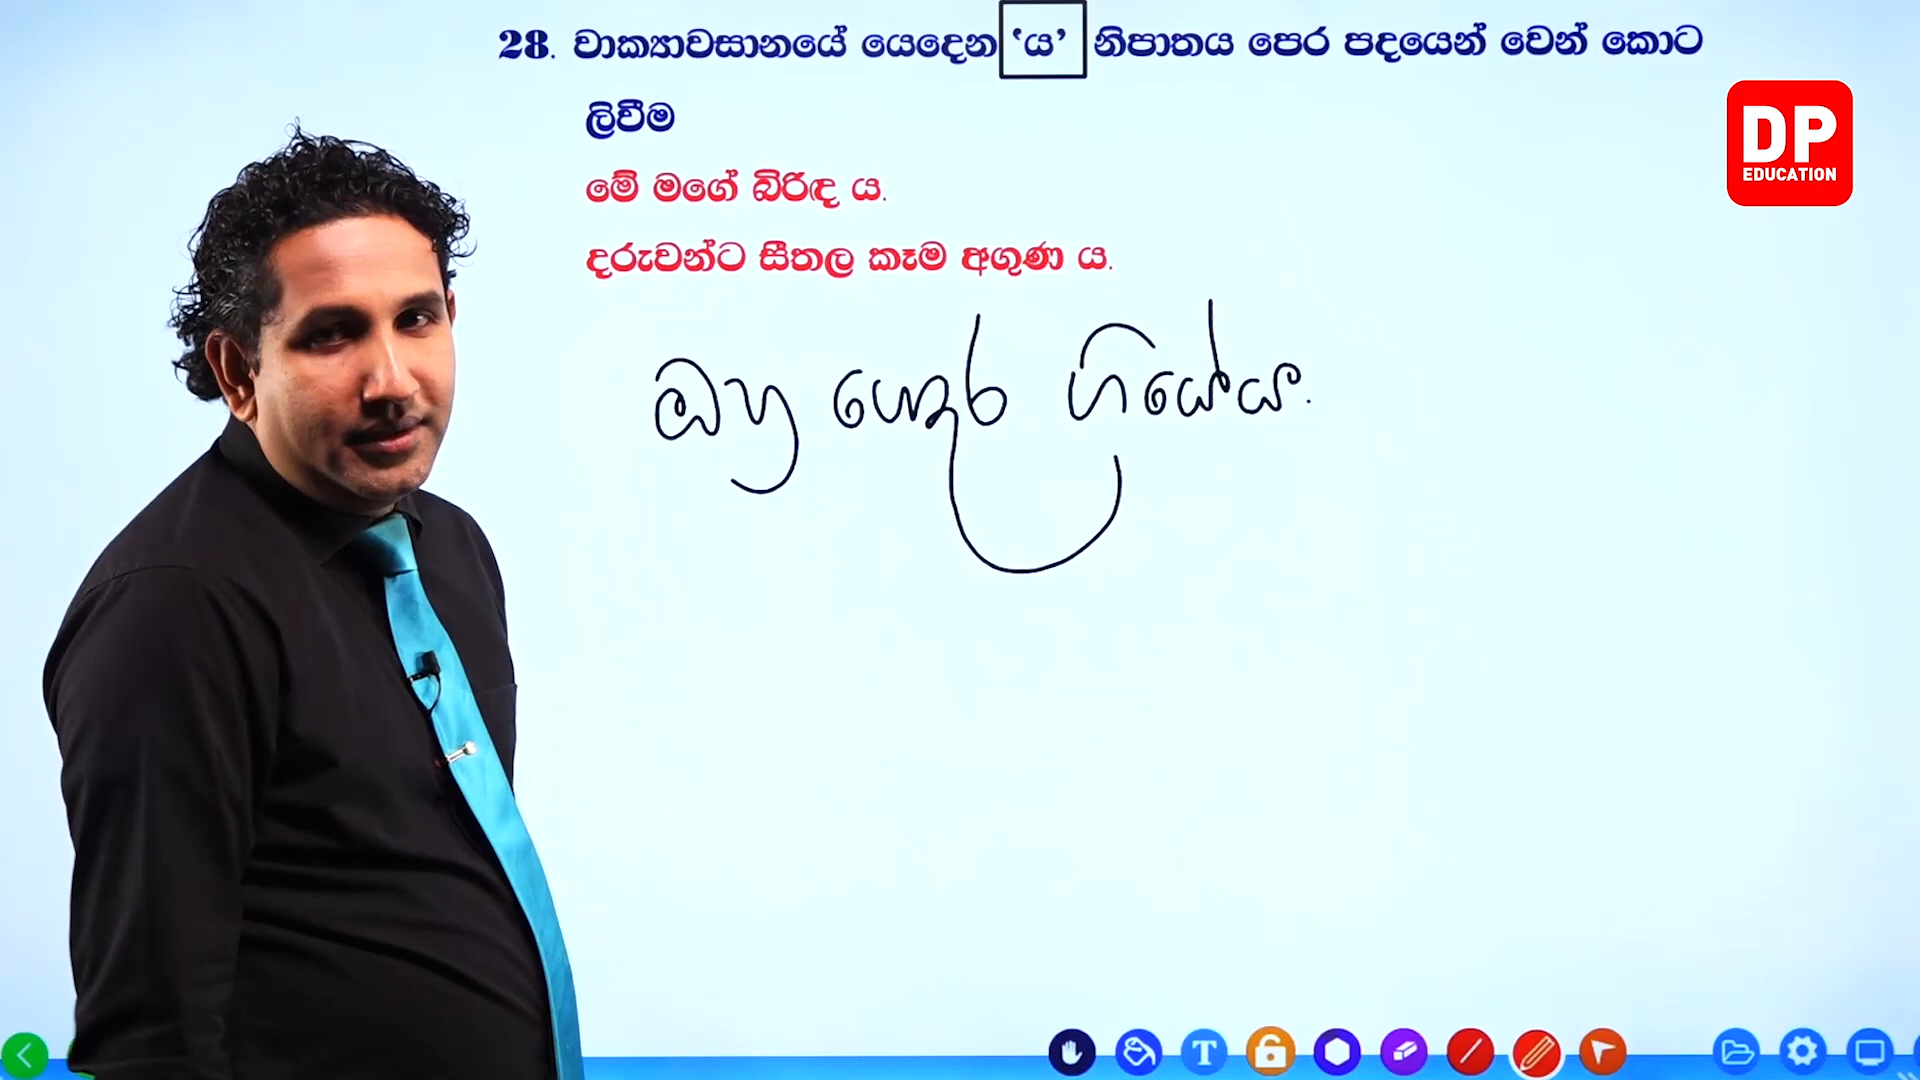 28. වාක්‍යාවසානයේ යෙදෙන ‘ය’ නිපාතය පෙර පදයෙන් වෙන් කොට
ලිවීම
මේ මගේ බිරිඳ ය.
දරුවන්ට සීතල කෑම අගුණ ය.
ඔහු ගෙදර ගියේය.
DP
EDUCATION
T